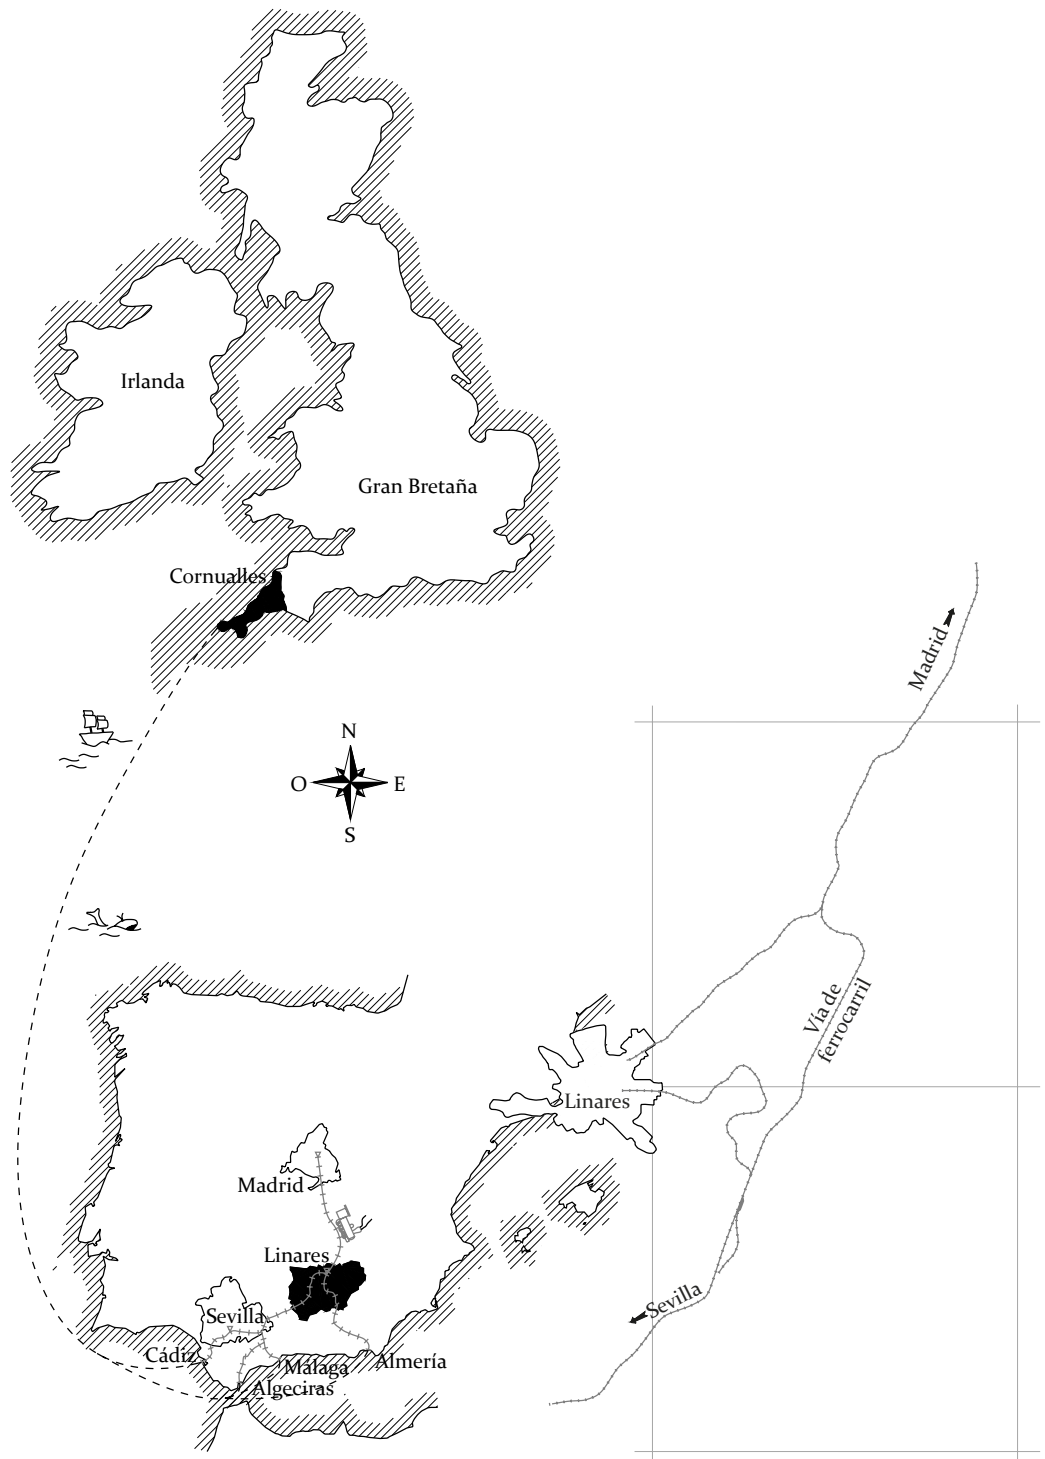 Irlanda
Gran Bretaña
Cornualles
Madrid
N
O
E
S
Vía de
ferrocarril
Linares
Madrid
Linares
Sevilla
Sevilla
Cádiz
Málaga
Almería
Algeciras